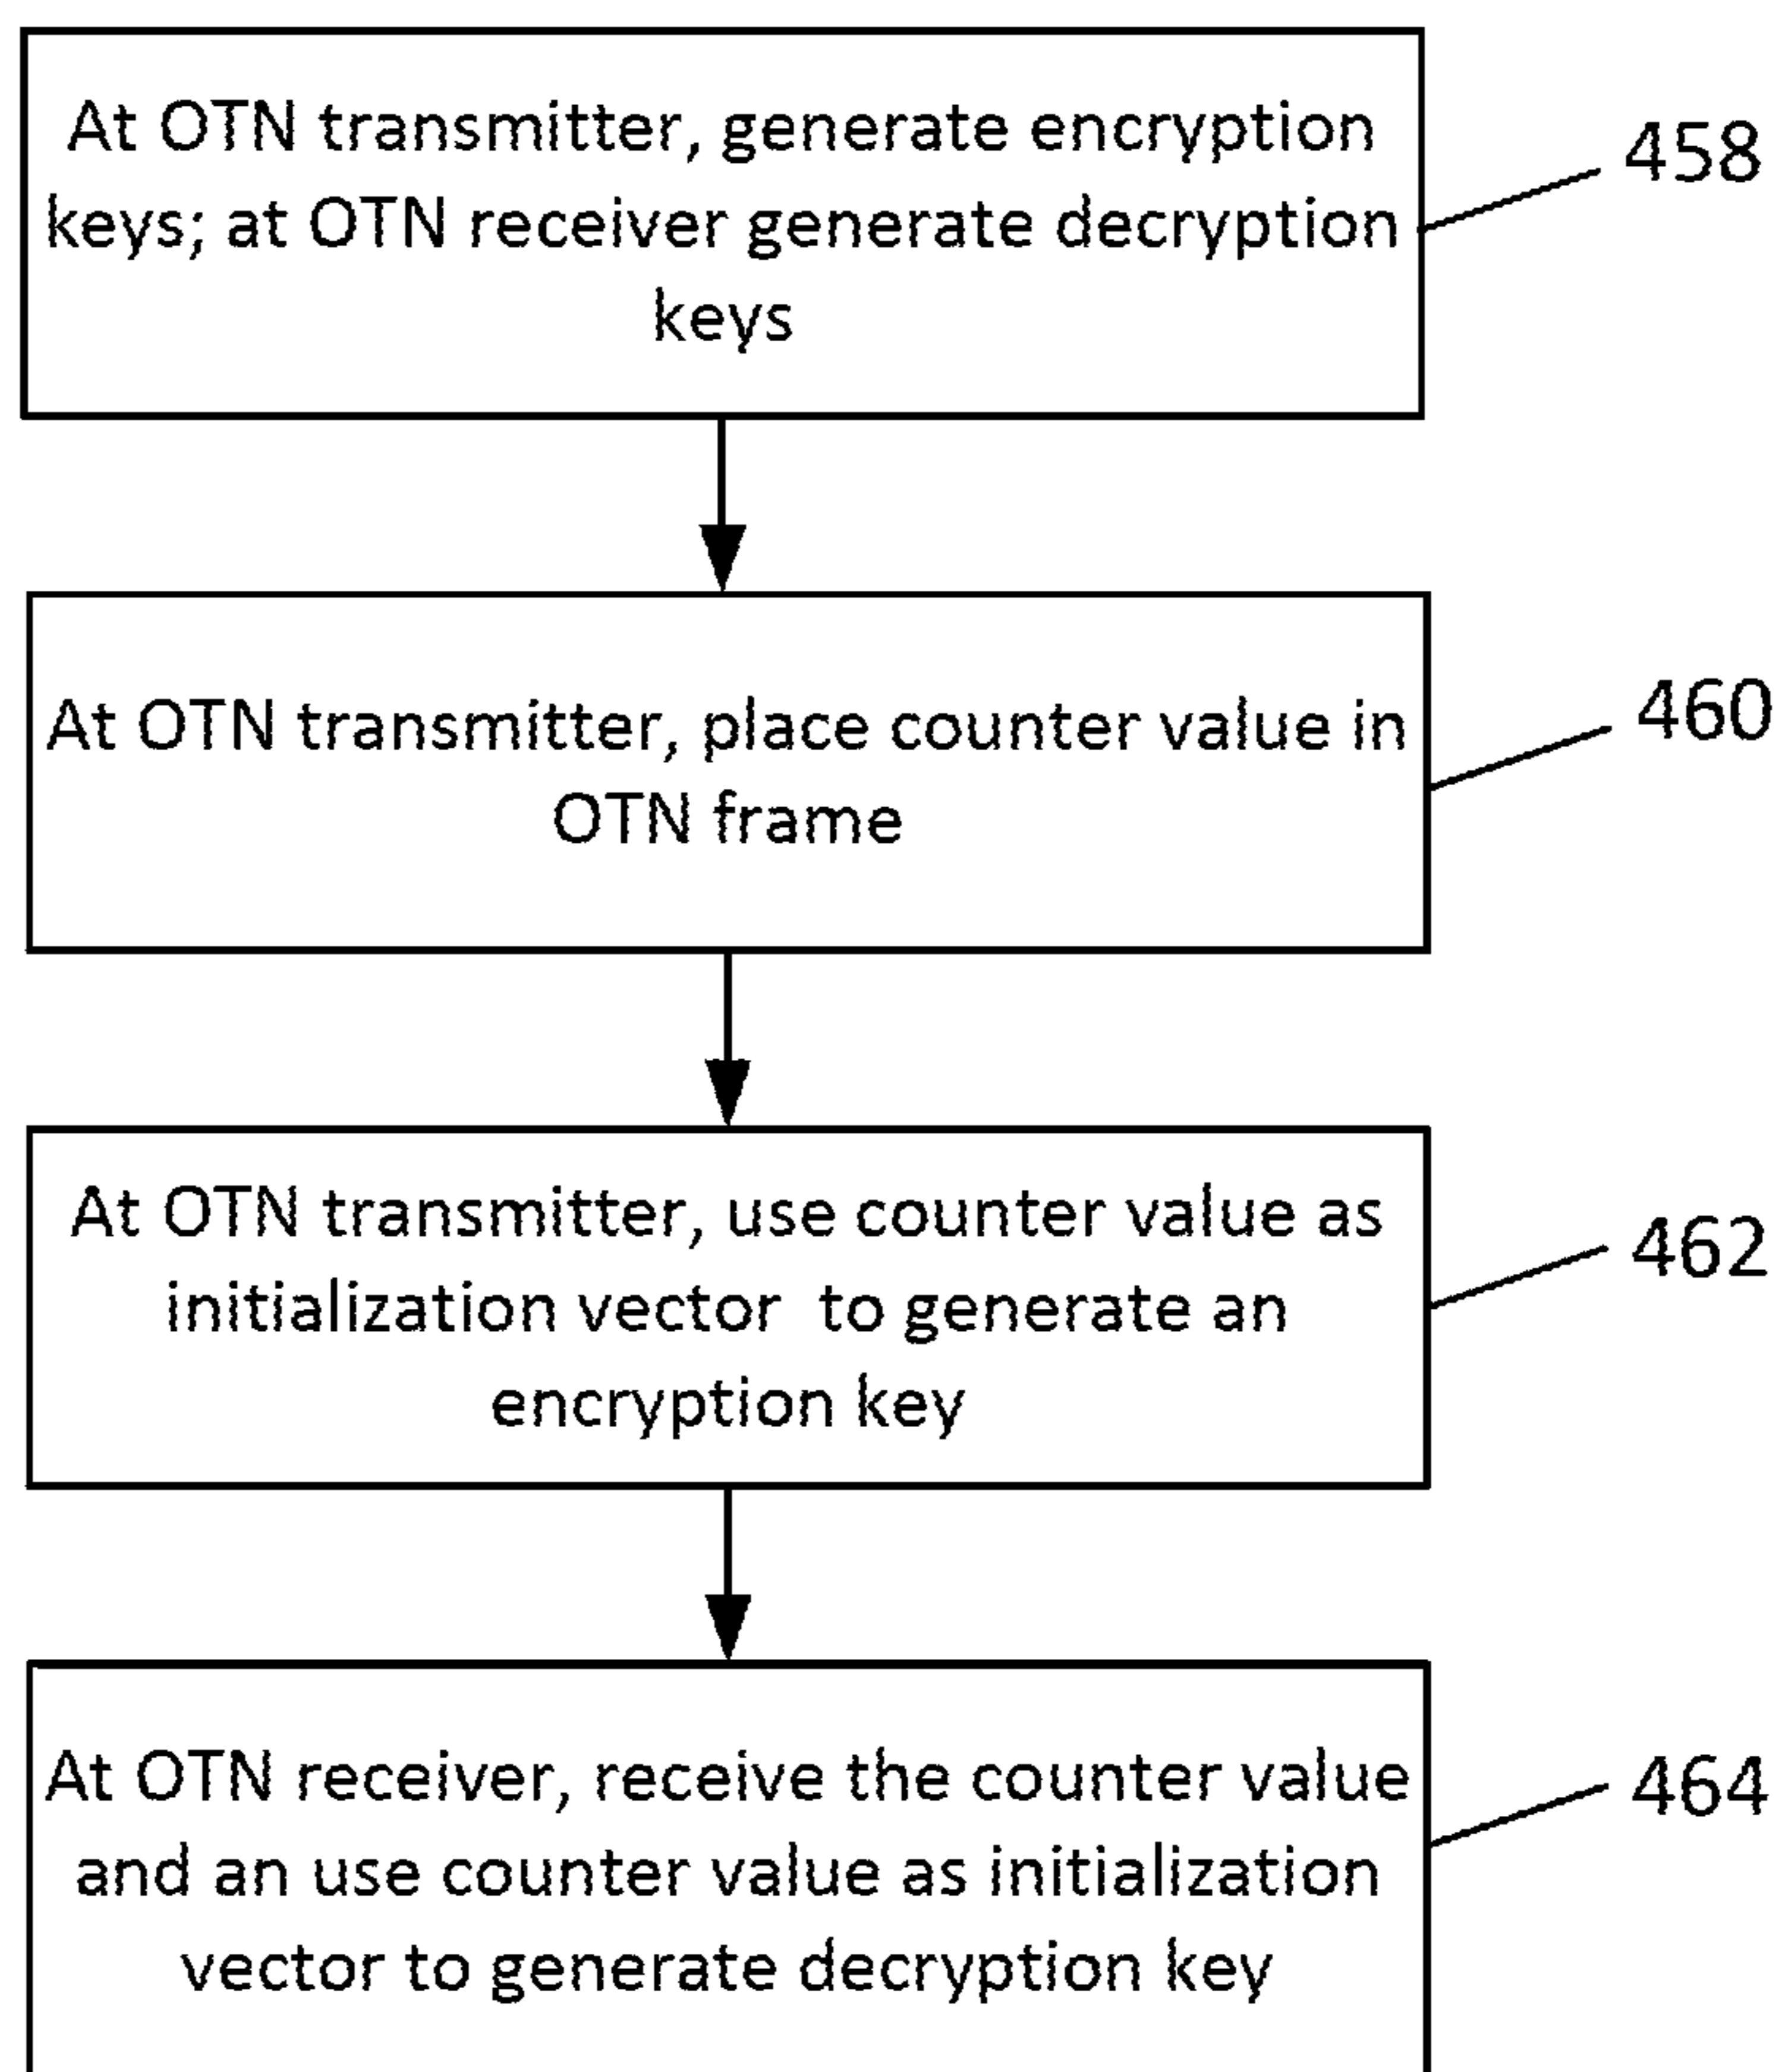 At OTN transmitter, generate encryption
keys; at OTN receiver generate decryption
keys
458
At OTN transmitter, place counter value in
OTN frame
460
At OTN transmitter, use counter value as
initialization vector to generate an
encryption key
462
At OTN receiver, receive the counter value
and an use counter value as initialization
vector to generate decryption key
464